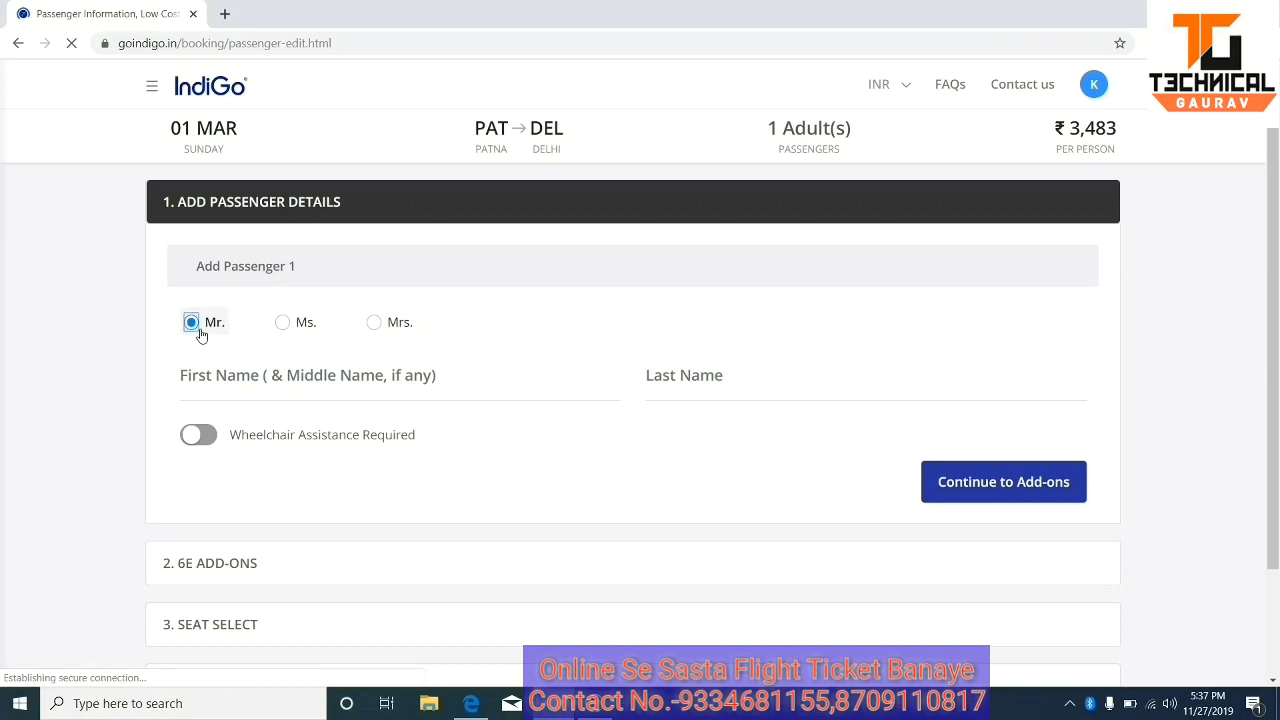 Passenger Information, Low Cost
goindigo.in/booking/passenger-edit.html
TECHNICAL
GAURAV
IndiGo
INR
FAQs
Contact us
K
01 MAR
SUNDAY
PAT → DEL
PATNA DELHI
1 Adult(s)
PASSENGERS
₹ 3,483
PER PERSON
1. ADD PASSENGER DETAILS
Add Passenger 1
Mr. Ms. Mrs.
First Name ( & Middle Name, if any) Last Name
Wheelchair Assistance Required
Continue to Add-ons
2. 6E ADD-ONS
3. SEAT SELECT
Online Se Sasta Flight Ticket Banaye
Contact No.-9334681155,8709110817
Establishing secure connection...
Type here to search
5:37 PM
11/27/2019